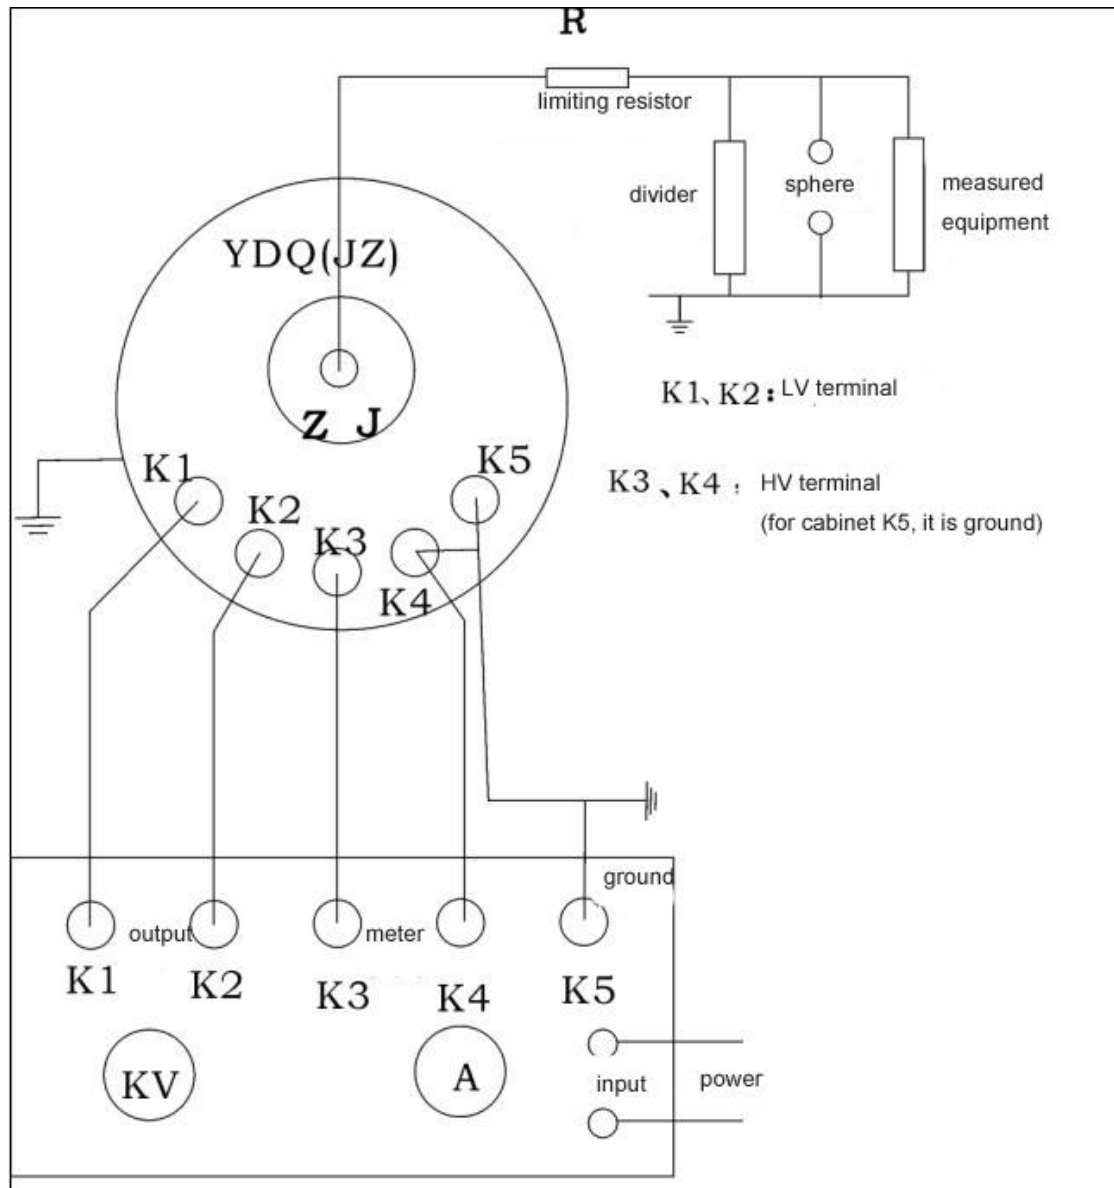 R
limiting resistor
divider
sphere
measured
equipment
YDQ(JZ)
Z J
K1、K2：LV terminal
K1
K2
K3
K4
K5
K3、K4：HV terminal
(for cabinet K5, it is ground)
ground
output
meter
K1
K2
K3
K4
K5
KV
A
input
power